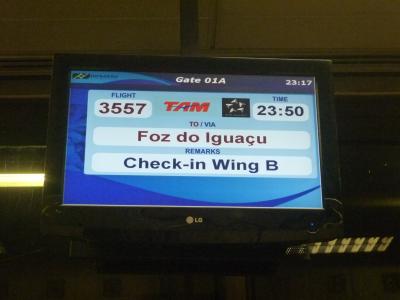 Gate 01A 23:17
FLIGHT TIME
3557 TAM 23:50
TO / VIA
Foz do Iguaçu
REMARKS
Check-in Wing B
LG